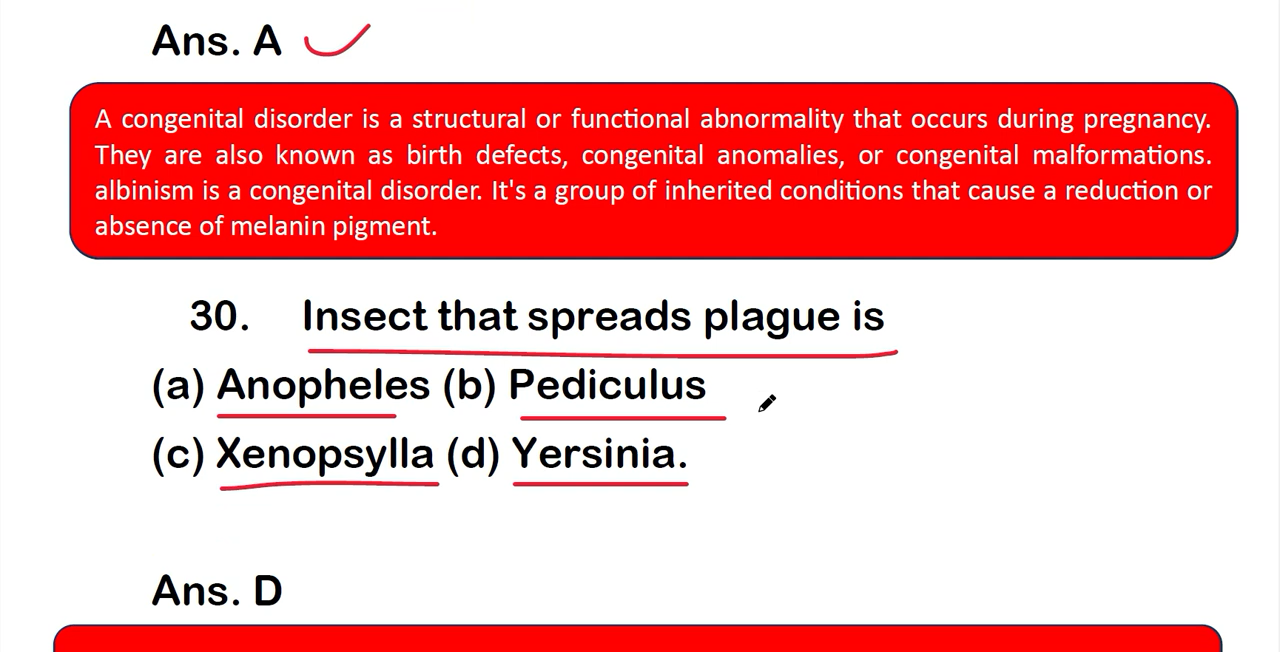 Ans. A
A congenital disorder is a structural or functional abnormality that occurs during pregnancy.
They are also known as birth defects, congenital anomalies, or congenital malformations.
albinism is a congenital disorder. It's a group of inherited conditions that cause a reduction or
absence of melanin pigment.
30. Insect that spreads plague is
(a) Anopheles (b) Pediculus
(c) Xenopsylla (d) Yersinia.
Ans. D